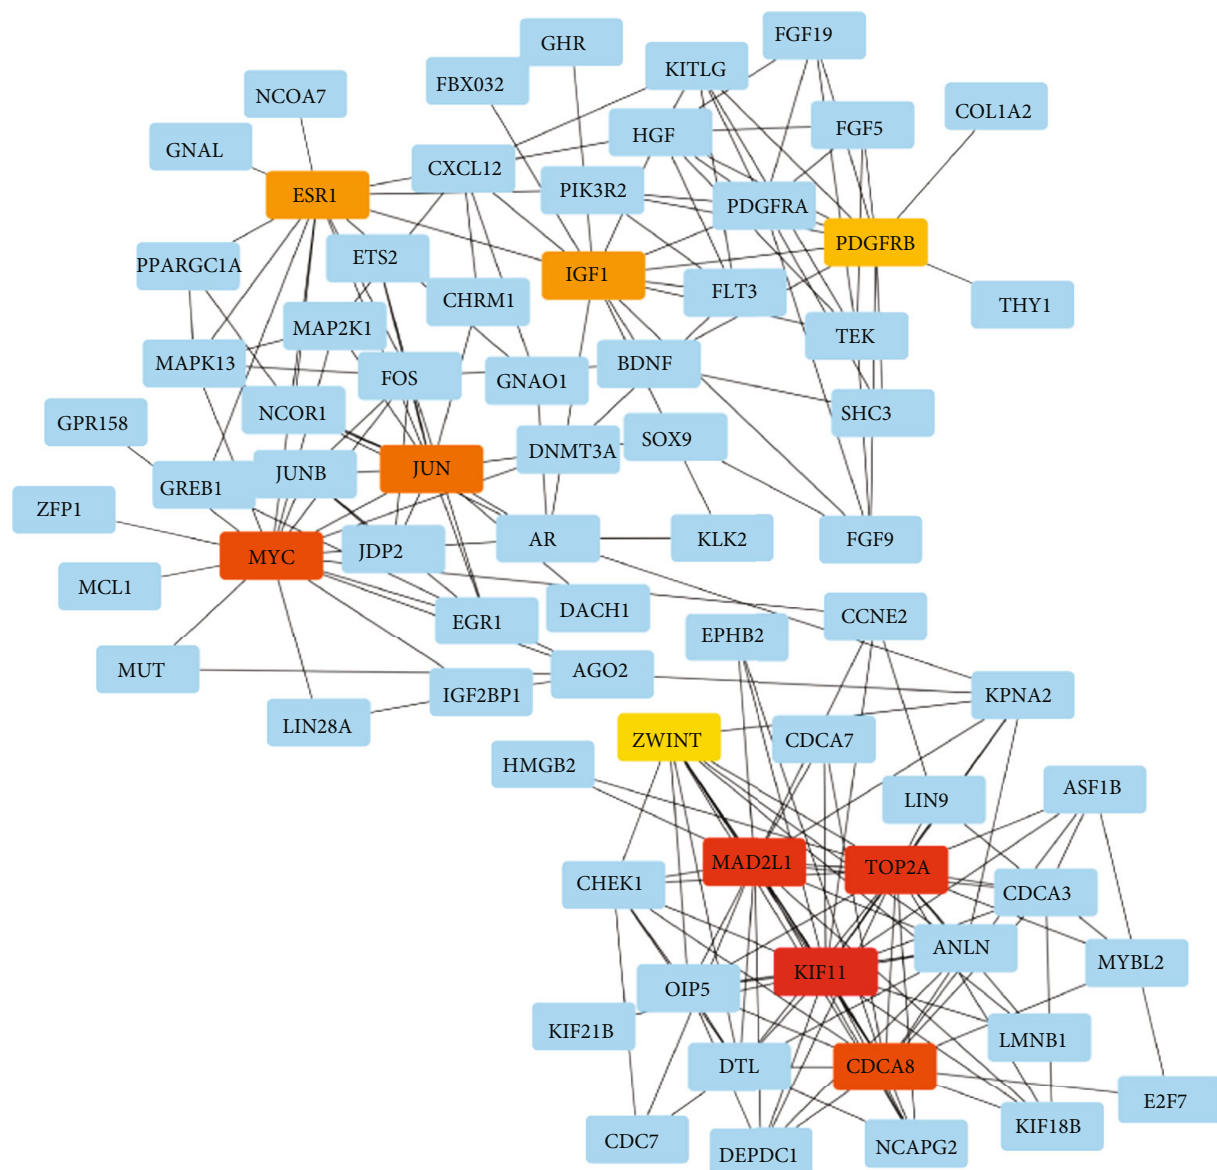 FGF19
GHR
KITLG
FBX032
NCOA7
COL1A2
HGF
FGF5
GNAL
CXCL12
ESR1
PIK3R2
PDGFRA
PDGFRB
PPARGC1A
ETS2
IGF1
CHRM1
FLT3
THY1
MAP2K1
TEK
MAPK13
FOS
GNAO1
BDNF
NCOR1
SHC3
GPR158
SOX9
DNMT3A
JUN
JUNB
GREB1
ZFP1
MYC
JDP2
AR
KLK2
FGF9
MCL1
DACH1
CCNE2
EGR1
EPHB2
MUT
AGO2
IGF2BP1
KPNA2
LIN28A
ZWINT
CDCA7
HMGB2
LIN9
ASF1B
MAD2L1
TOP2A
CHEK1
CDCA3
ANLN
MYBL2
KIF11
OIP5
KIF21B
LMNB1
DTL
CDCA8
E2F7
KIF18B
CDC7
DEPDC1
NCAPG2